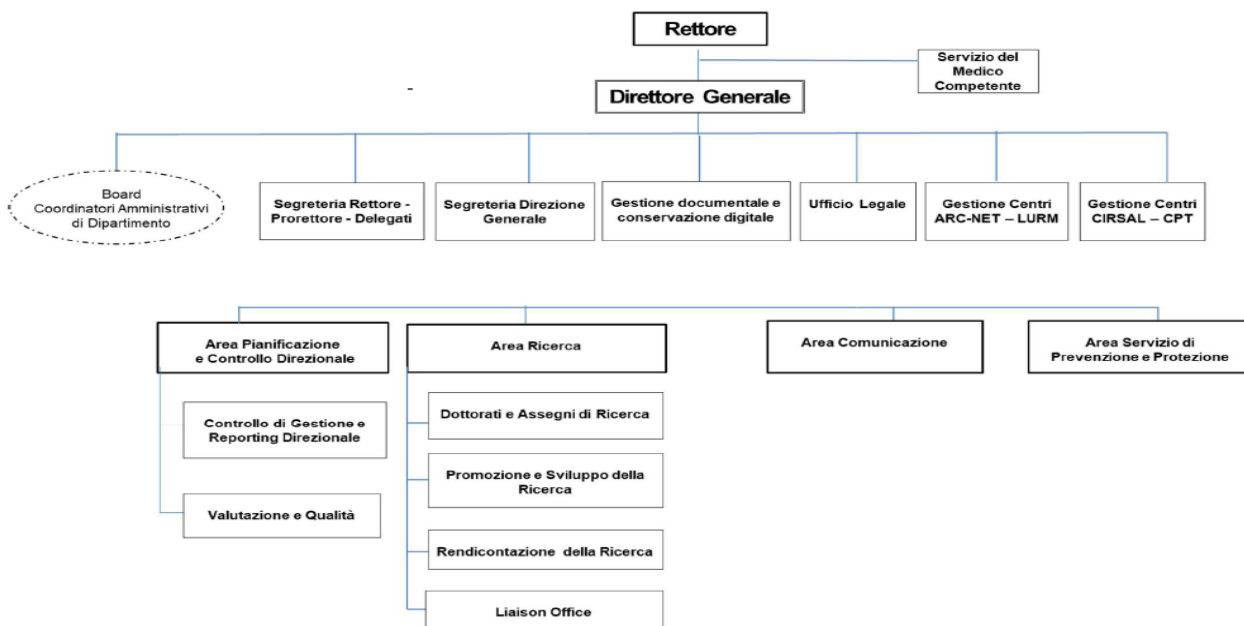 Rettore
Servizio del
Medico
Competente
-
Direttore Generale
Board
Coordinatori Amministrativi
di Dipartimento
Segreteria Rettore -
Prorettore - Delegati
Segreteria Direzione
Generale
Gestione documentale e
conservazione digitale
Ufficio Legale
Gestione Centri
ARC-NET – LURM
Gestione Centri
CIRSAL – CPT
Area Pianificazione
e Controllo Direzionale
Area Ricerca
Area Comunicazione
Area Servizio di
Prevenzione e Protezione
Controllo di Gestione e
Reporting Direzionale
Valutazione e Qualità
Dottorati e Assegni di Ricerca
Promozione e Sviluppo della
Ricerca
Rendicontazione della Ricerca
Liaison Office